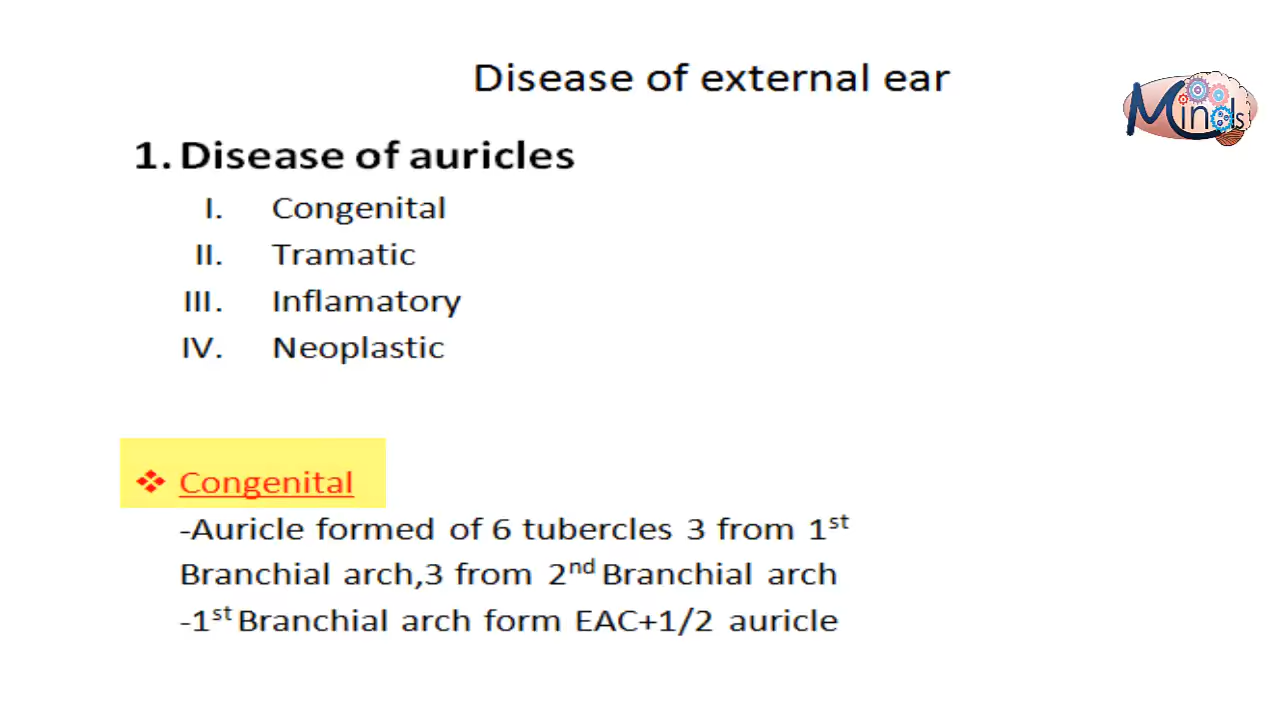 Disease of external ear
Minds
1. Disease of auricles
I. Congenital
II. Tramatic
III. Inflamatory
IV. Neoplastic
❖ Congenital
-Auricle formed of 6 tubercles 3 from 1st
Branchial arch,3 from 2nd Branchial arch
-1st Branchial arch form EAC+1/2 auricle